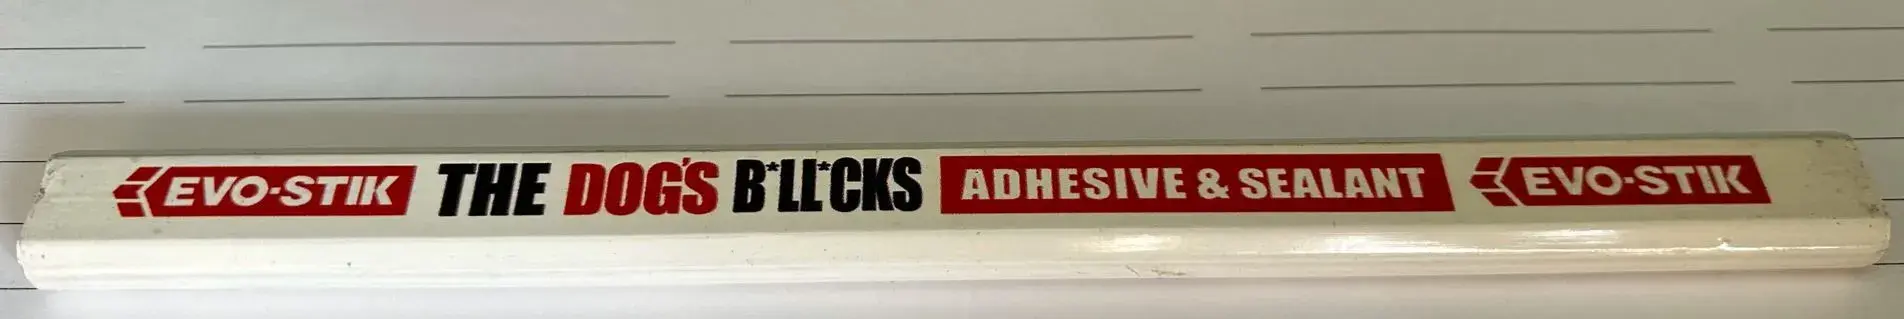 EVO-STIK THE DOG'S B*LL*CKS ADHESIVE & SEALANT EVO-STIK